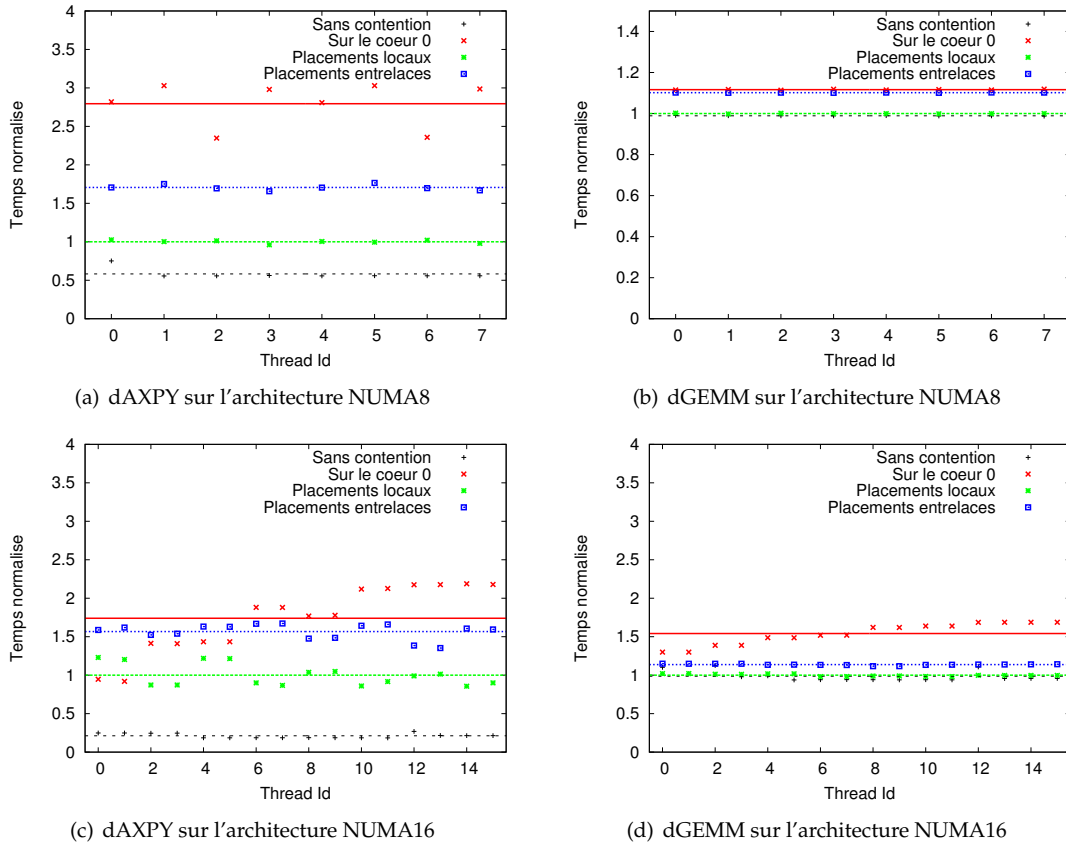 Sans contention
Sur le coeur 0
Placements locaux
Placements entrelaces
Temps normalise
4
3.5
3
2.5
2
1.5
1
0.5
0
0 1 2 3 4 5 6 7
Thread Id
(a) dAXPY sur l'architecture NUMA8
Sans contention
Sur le coeur 0
Placements locaux
Placements entrelaces
Temps normalise
1.4
1.2
1
0.8
0.6
0.4
0.2
0
0 1 2 3 4 5 6 7
Thread Id
(b) dGEMM sur l'architecture NUMA8
Sans contention
Sur le coeur 0
Placements locaux
Placements entrelaces
Temps normalise
4
3.5
3
2.5
2
1.5
1
0.5
0
0 2 4 6 8 10 12 14
Thread Id
(c) dAXPY sur l'architecture NUMA16
Sans contention
Sur le coeur 0
Placements locaux
Placements entrelaces
Temps normalise
4
3.5
3
2.5
2
1.5
1
0.5
0
0 2 4 6 8 10 12 14
Thread Id
(d) dGEMM sur l'architecture NUMA16